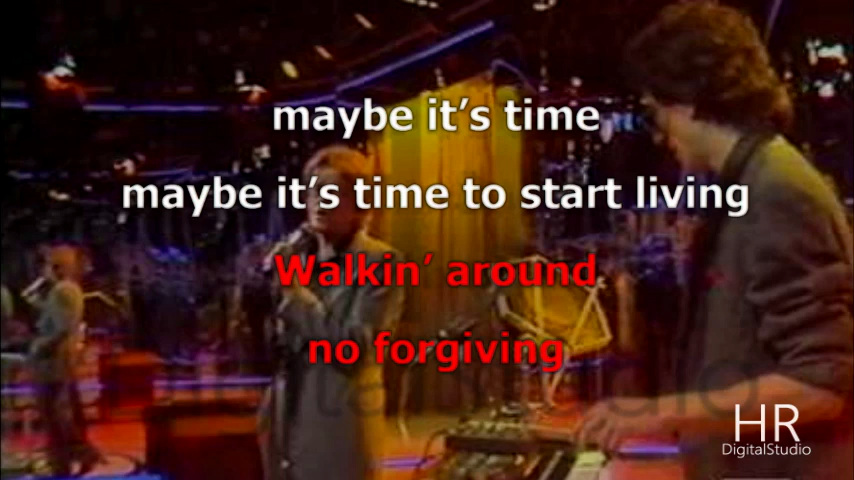 maybe it's time
maybe it's time to start living
Walkin' around
no forgiving
HR
DigitalStudio